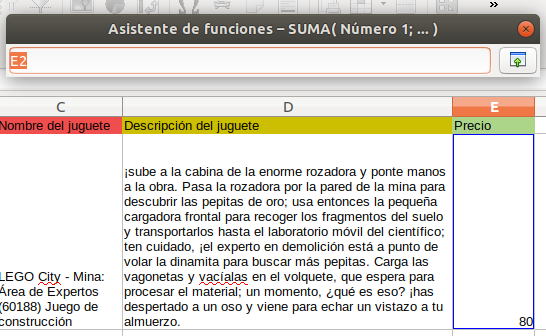 »
Asistente de funciones – SUMA( Número 1; ... )
E2
C D E
Nombre del juguete Descripción del juguete Precio
¡sube a la cabina de la enorme rozadora y ponte manos
a la obra. Pasa la rozadora por la pared de la mina para
descubrir las pepitas de oro; usa entonces la pequeña
cargadora frontal para recoger los fragmentos del suelo
y transportarlos hasta el laboratorio móvil del científico;
ten cuidado, ¡el experto en demolición está a punto de
volar la dinamita para buscar más pepitas. Carga las
vagonetas y vacíalas en el volquete, que espera para
procesar el material; un momento, ¿qué es eso? ¡has
despertado a un oso y viene para echar un vistazo a tu
almuerzo.
LEGO City - Mina:
Área de Expertos
(60188) Juego de
construcción
80